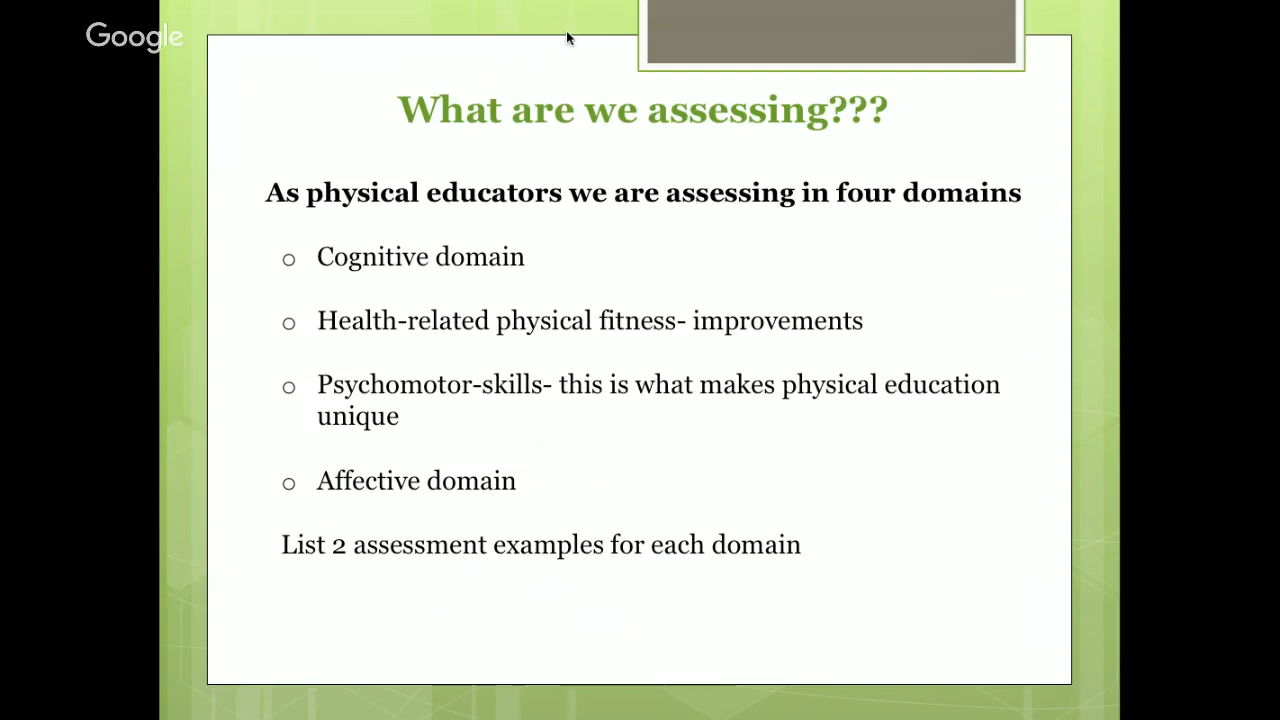 Google
What are we assessing???
As physical educators we are assessing in four domains
Cognitive domain
Health-related physical fitness- improvements
Psychomotor-skills- this is what makes physical education
unique
Affective domain
List 2 assessment examples for each domain